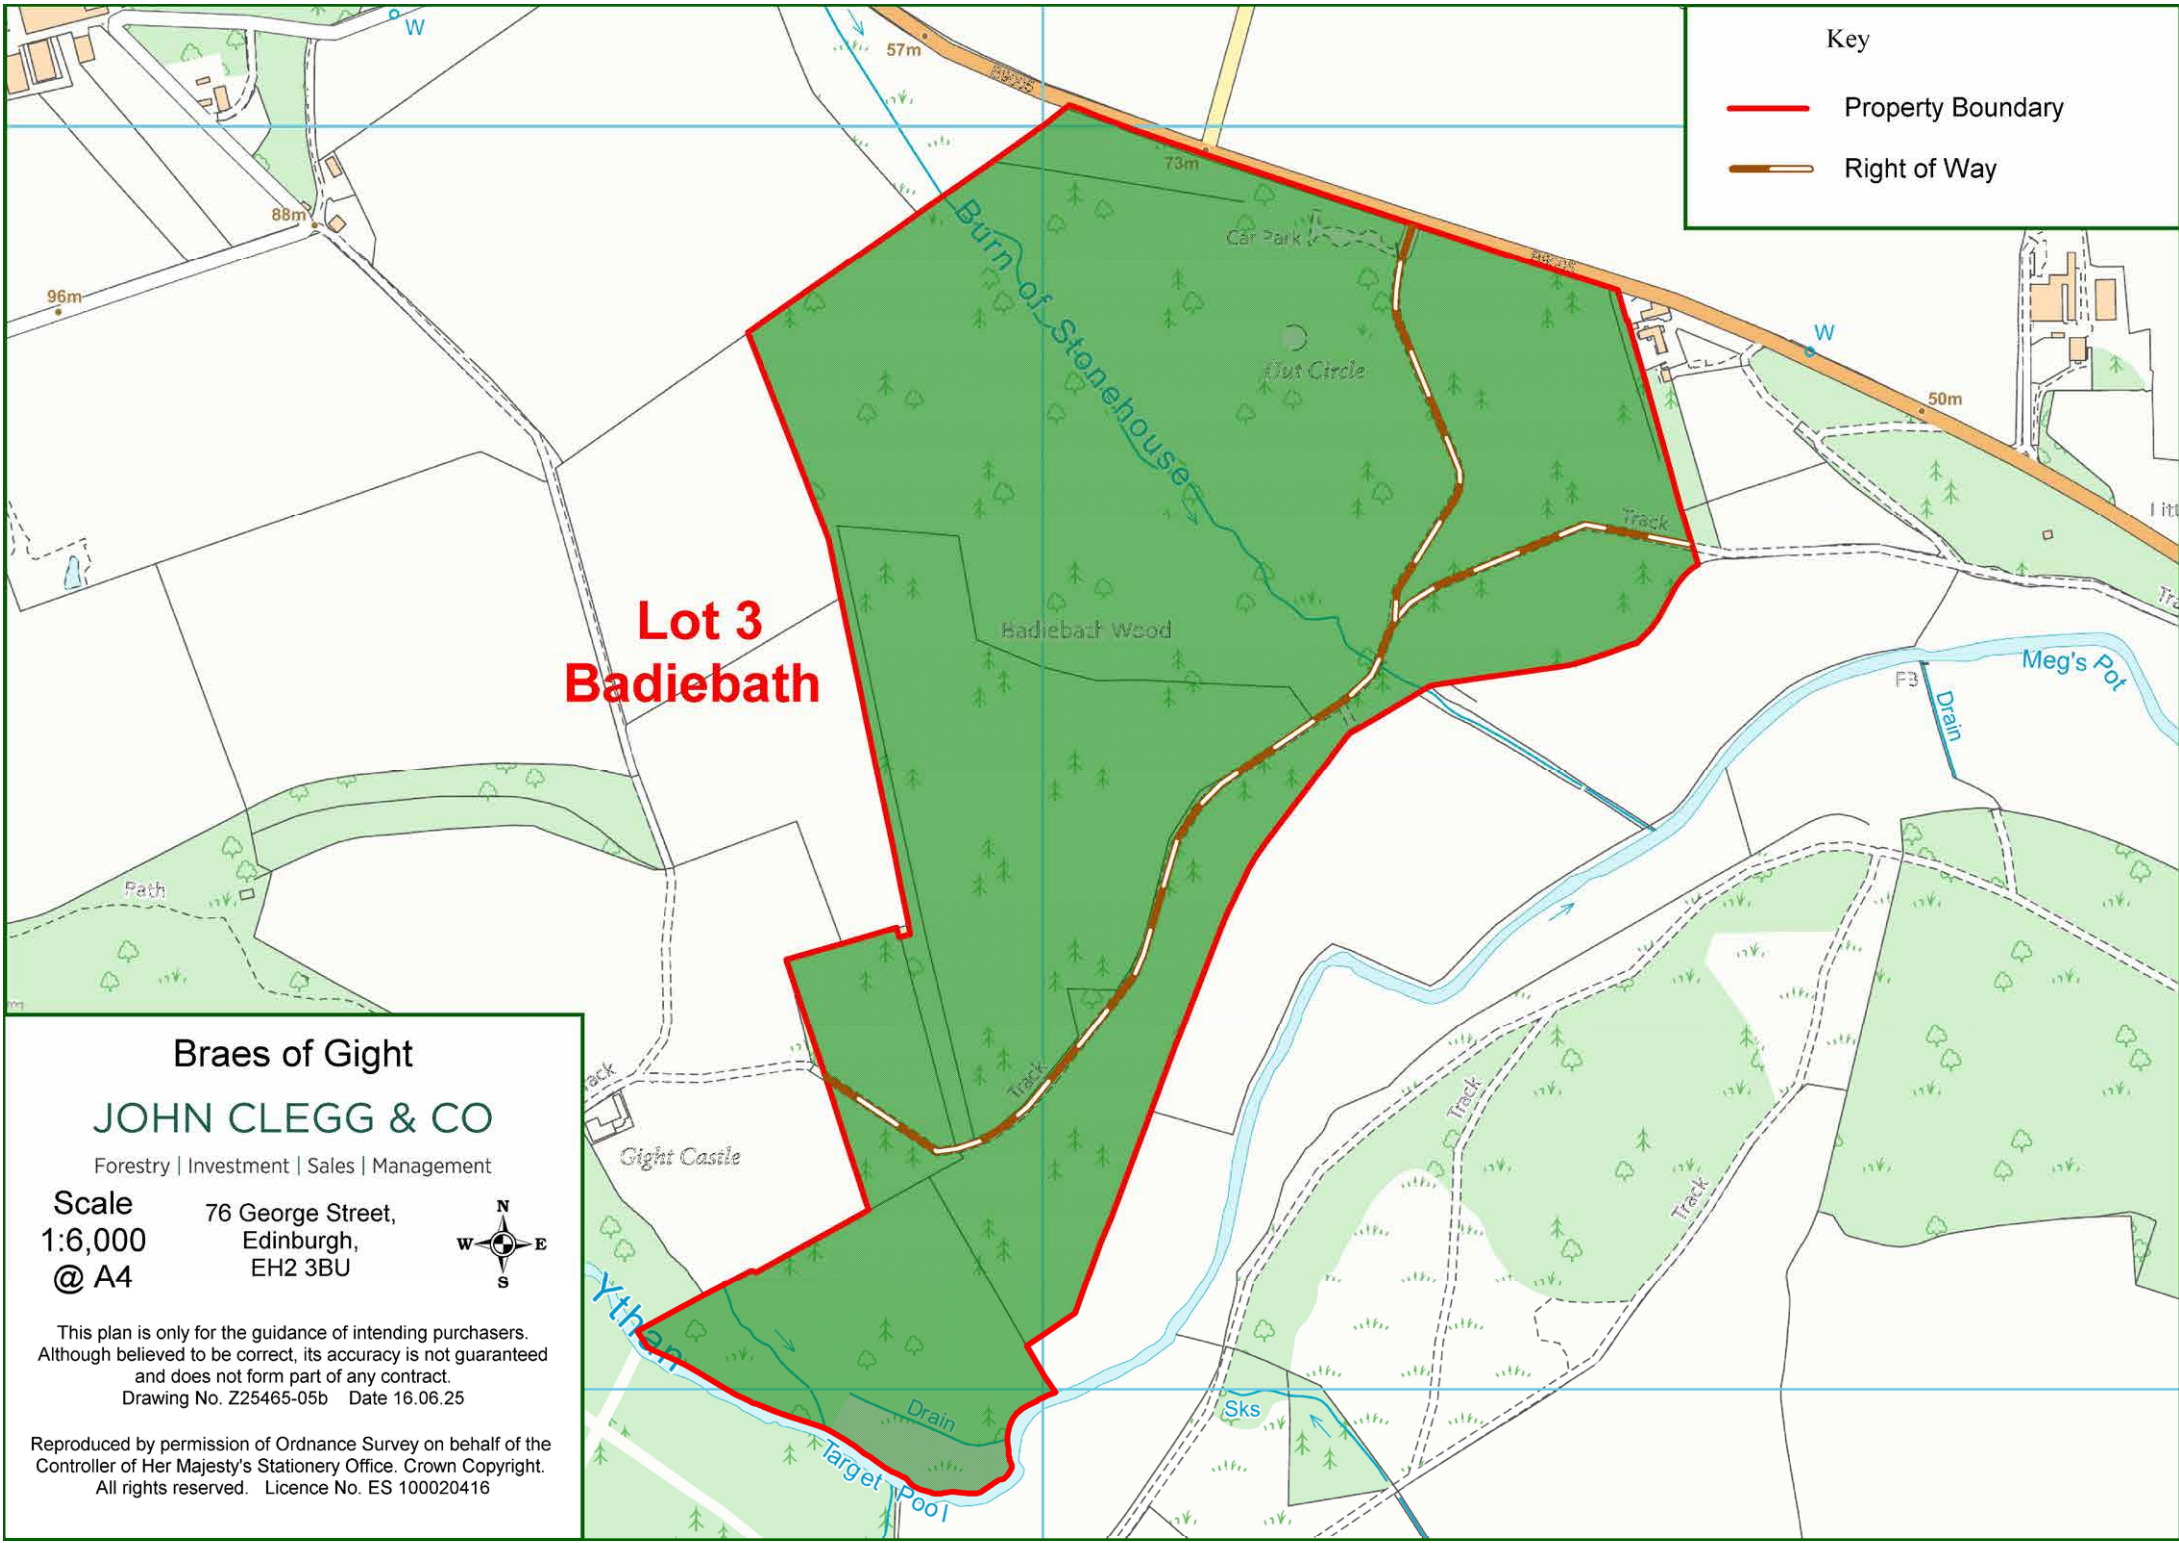 W
57m
B9005
Key
Property Boundary
Right of Way
73m
88m
Burn of Stonehouse
Car Park
B9005
96m
W
Hut Circle
50m
Track
Lot 3
Badiebath
Badiebath Wood
Meg's Pot
FB
Drain
Path
Track
Gight Castle
Track
Track
Ythan
Drain
Sks
Target Pool
Braes of Gight
JOHN CLEGG & CO
Forestry | Investment | Sales | Management
Scale
1:6,000
@ A4
76 George Street,
Edinburgh,
EH2 3BU
N
W E
S
This plan is only for the guidance of intending purchasers.
Although believed to be correct, its accuracy is not guaranteed
and does not form part of any contract.
Drawing No. Z25465-05b Date 16.06.25
Reproduced by permission of Ordnance Survey on behalf of the
Controller of Her Majesty's Stationery Office. Crown Copyright.
All rights reserved. Licence No. ES 100020416